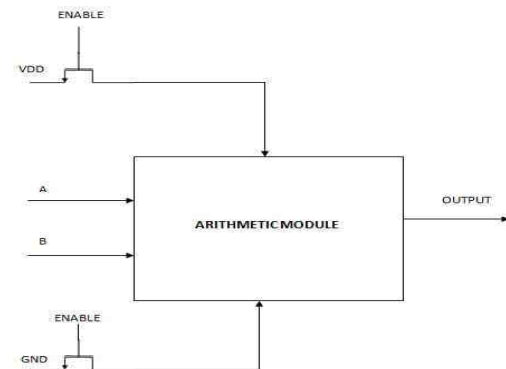 ENABLE
VDD
A
ARITHMETIC MODULE
OUTPUT
B
ENABLE
GND